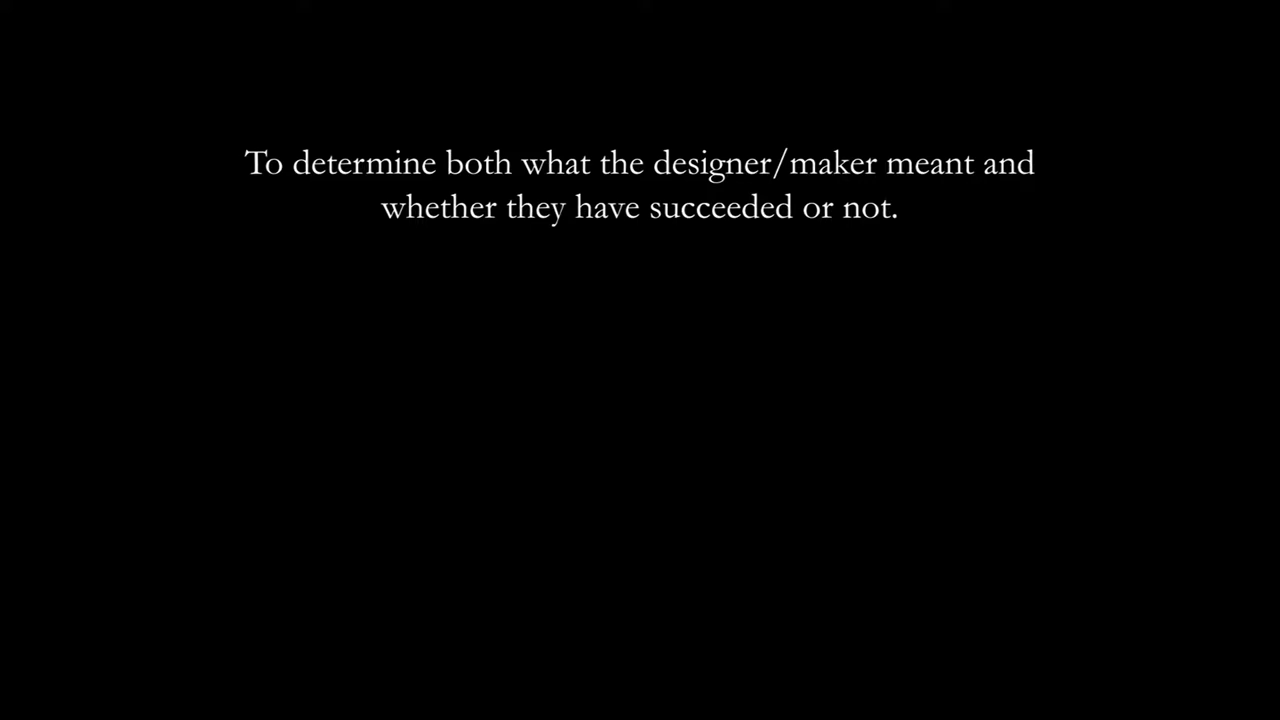 To determine both what the designer/maker meant and
whether they have succeeded or not.